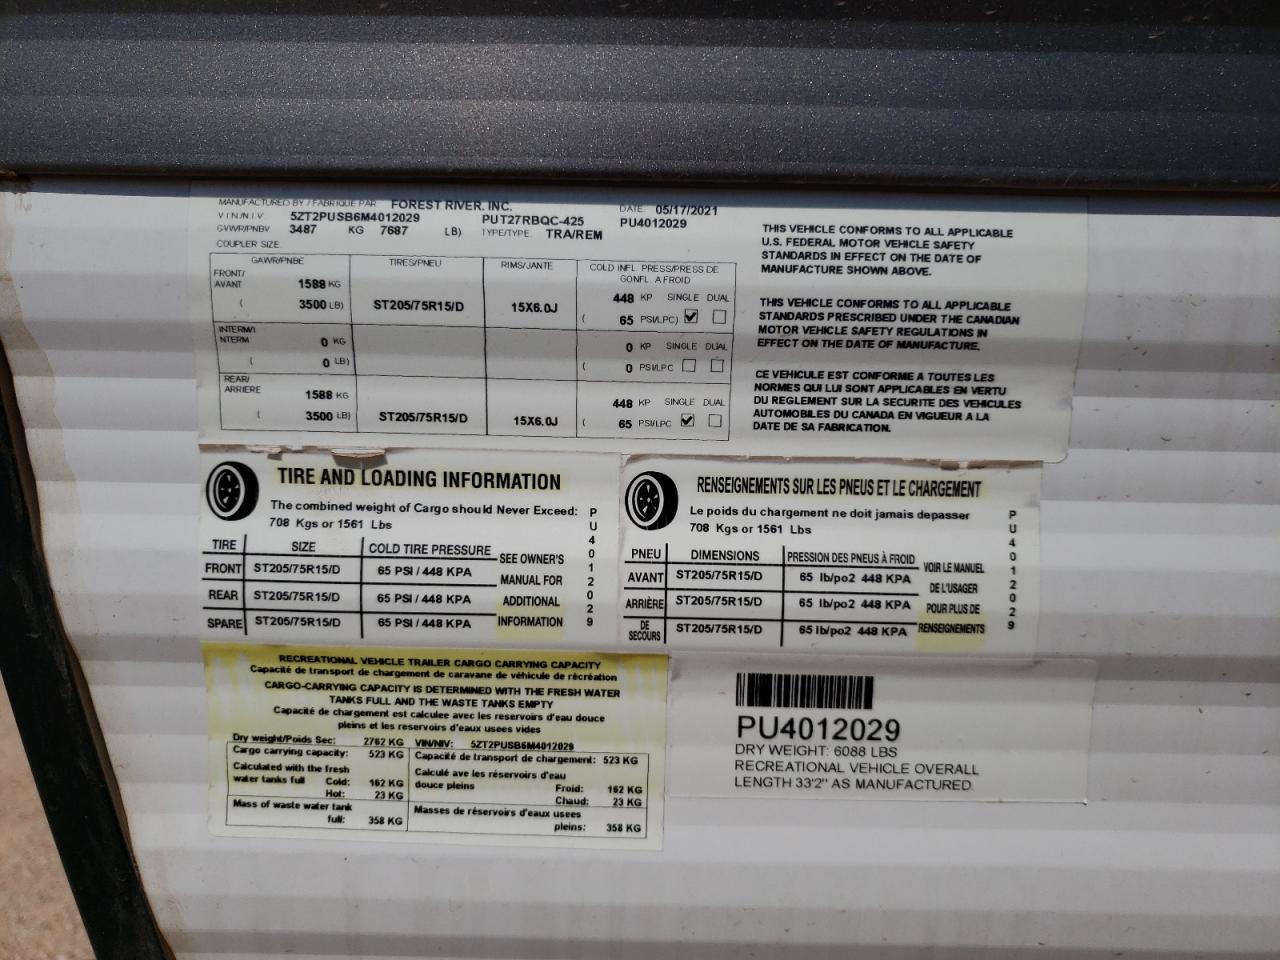 MANUFACTURED BY / FABRIQUE PAR FOREST RIVER, INC. DATE 05/17/2021
V I N/N I V 5ZT2PUSB6M4012029 PUT27RBQC-425 PU4012029
GVWR/PNBV 3487 KG 7687 LB) TYPE/TYPE. TRA/REM
COUPLER SIZE
GAWR/PNBE TIRES/PNEU RIMS/JANTE COLD INFL. PRESS/PRESS DE
GONFL. A FROID
FRONT/
AVANT 1588 KG 448 KP SINGLE DUAL
( 3500 LB) ST205/75R15/D 15X6.0J ( 65 PSI/LPC)
INTERM/I
NTERM 0 KG 0 KP SINGLE DUAL
( 0 LB) ( 0 PSI/LPC
REAR/
ARRIERE 1588 KG 448 KP SINGLE DUAL
( 3500 LB) ST205/75R15/D 15X6.0J ( 65 PSI/LPC
THIS VEHICLE CONFORMS TO ALL APPLICABLE
U.S. FEDERAL MOTOR VEHICLE SAFETY
STANDARDS IN EFFECT ON THE DATE OF
MANUFACTURE SHOWN ABOVE.
THIS VEHICLE CONFORMS TO ALL APPLICABLE
STANDARDS PRESCRIBED UNDER THE CANADIAN
MOTOR VEHICLE SAFETY REGULATIONS IN
EFFECT ON THE DATE OF MANUFACTURE.
CE VEHICULE EST CONFORME A TOUTES LES
NORMES QUI LUI SONT APPLICABLES EN VERTU
DU REGLEMENT SUR LA SECURITE DES VEHICULES
AUTOMOBILES DU CANADA EN VIGUEUR A LA
DATE DE SA FABRICATION.
TIRE AND LOADING INFORMATION
The combined weight of Cargo should Never Exceed:
708 Kgs or 1561 Lbs
TIRE SIZE COLD TIRE PRESSURE
FRONT ST205/75R15/D 65 PSI / 448 KPA
REAR ST205/75R15/D 65 PSI / 448 KPA
SPARE ST205/75R15/D 65 PSI / 448 KPA
SEE OWNER'S
MANUAL FOR
ADDITIONAL
INFORMATION
PU4012029
RENSEIGNEMENTS SUR LES PNEUS ET LE CHARGEMENT
Le poids du chargement ne doit jamais depasser
708 Kgs or 1561 Lbs
PNEU DIMENSIONS PRESSION DES PNEUS À FROID
AVANT ST205/75R15/D 65 lb/po2 448 KPA
ARRIÈRE ST205/75R15/D 65 lb/po2 448 KPA
DE
SECOURS ST205/75R15/D 65 lb/po2 448 KPA
VOIR LE MANUEL
DE L'USAGER
POUR PLUS DE
RENSEIGNEMENTS
PU4012029
RECREATIONAL VEHICLE TRAILER CARGO CARRYING CAPACITY
Capacité de transport de chargement de caravane de véhicule de récréation
CARGO-CARRYING CAPACITY IS DETERMINED WITH THE FRESH WATER
TANKS FULL AND THE WASTE TANKS EMPTY
Capacité de chargement est calculee avec les reservoirs d'eau douce
pleins et les reservoirs d'eaux usees vides
Dry weight/Poids Sec: 2762 KG VIN/NIV: 5ZT2PUSB6M4012029
Cargo carrying capacity: 523 KG Capacité de transport de chargement: 523 KG
Calculated with the fresh
water tanks full Cold: 162 KG
Hot: 23 KG
Calculé ave les réservoirs d'eau
douce pleins Froid: 162 KG
Chaud: 23 KG
Mass of waste water tank
full: 358 KG
Masses de réservoirs d'eaux usees
pleins: 358 KG
PU4012029
DRY WEIGHT: 6088 LBS
RECREATIONAL VEHICLE OVERALL
LENGTH 33'2" AS MANUFACTURED